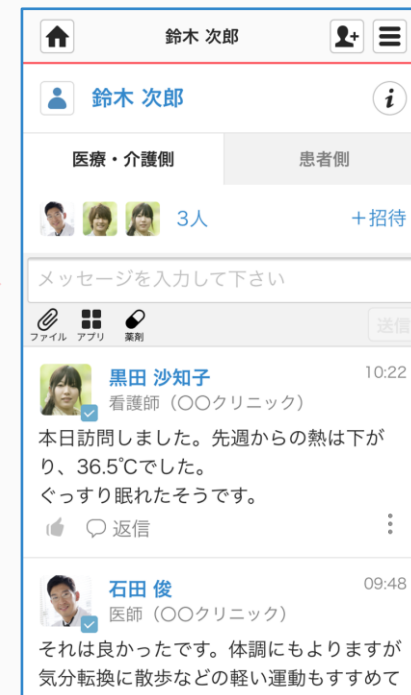 鈴木 次郎
鈴木 次郎
医療・介護側 患者側
3人 +招待
メッセージを入力して下さい
ファイル アプリ 薬剤 送信
黒田 沙知子 10:22
看護師（〇〇クリニック）
本日訪問しました。先週からの熱は下が
り、36.5℃でした。
ぐっすり眠れたそうです。
返信
石田 俊 09:48
医師（〇〇クリニック）
それは良かったです。体調にもよりますが
気分転換に散歩などの軽い運動もすすめて